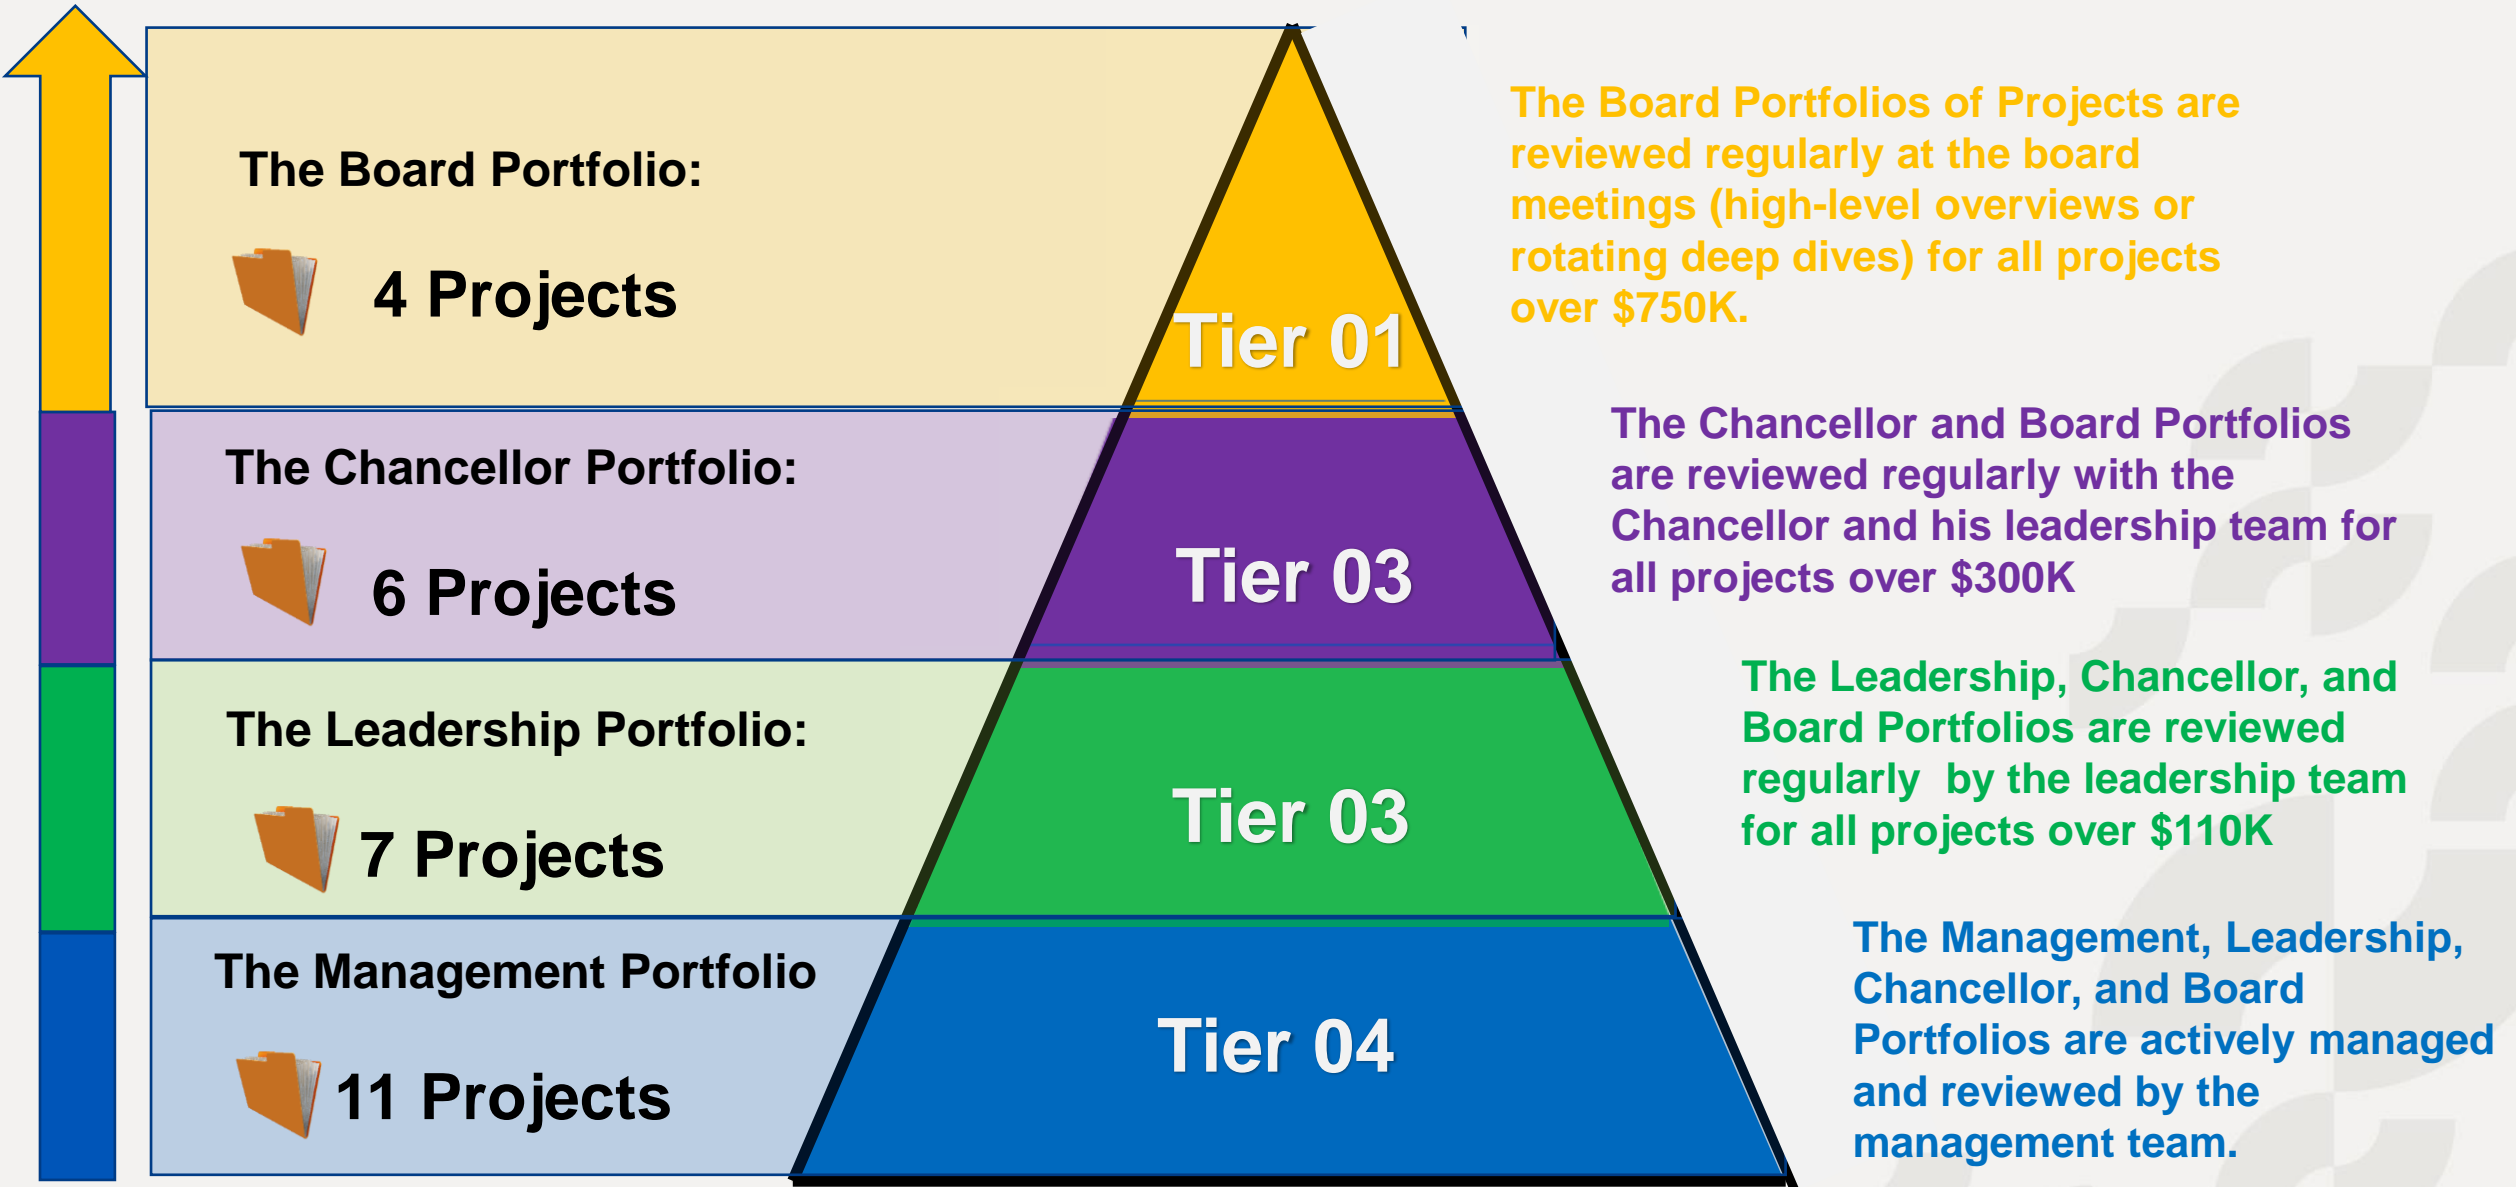 The Board Portfolio:
4 Projects
Tier 01
The Board Portfolios of Projects are
reviewed regularly at the board
meetings (high-level overviews or
rotating deep dives) for all projects
over $750K.
The Chancellor Portfolio:
6 Projects
Tier 03
The Chancellor and Board Portfolios
are reviewed regularly with the
Chancellor and his leadership team for
all projects over $300K
The Leadership Portfolio:
7 Projects
Tier 03
The Leadership, Chancellor, and
Board Portfolios are reviewed
regularly  by the leadership team
for all projects over $110K
The Management Portfolio
11 Projects
Tier 04
The Management, Leadership,
Chancellor, and Board
Portfolios are actively managed
and reviewed by the
management team.